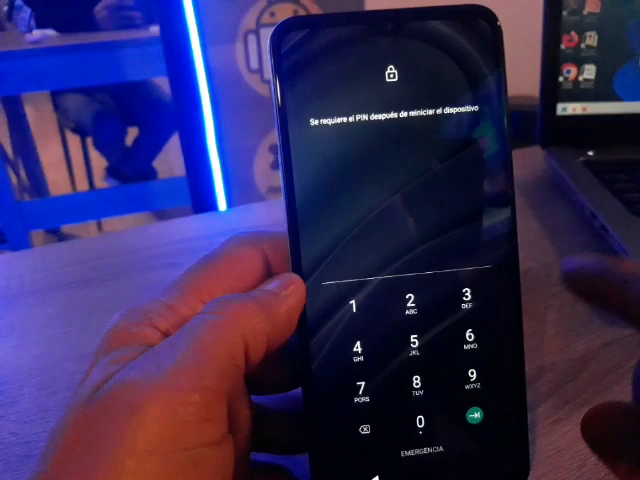 Se requiere el PIN después de reiniciar el dispositivo
1
2
3
ABC
DEF
4
5
6
GHI
JKL
MNO
7
8
9
PQRS
TUV
WXYZ
0
EMERGENCIA